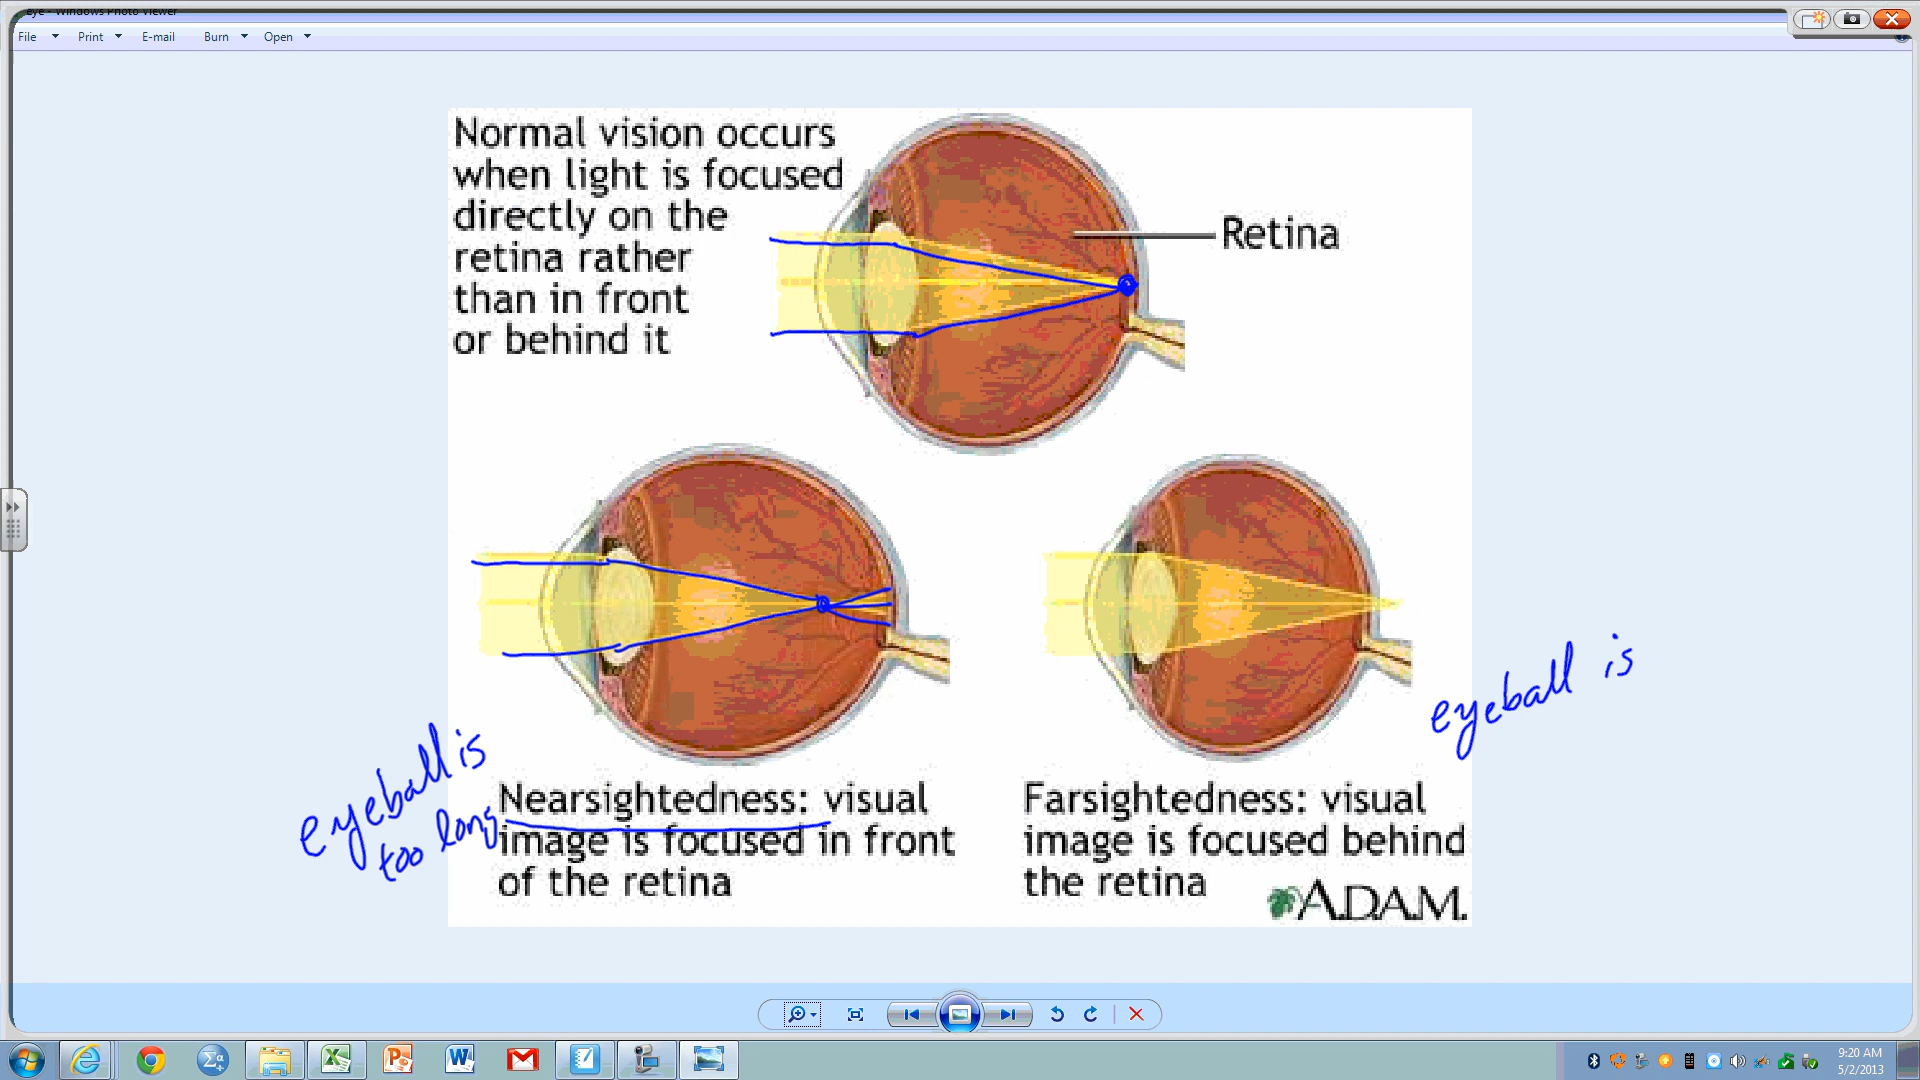 Eye - Windows Photo Viewer
File Print E-mail Burn Open
Normal vision occurs
when light is focused
directly on the
retina rather
than in front
or behind it
Retina
eyeball is
too long
eyeball is
Nearsightedness: visual
image is focused in front
of the retina
Farsightedness: visual
image is focused behind
the retina
A.D.A.M.
9:20 AM
5/2/2013